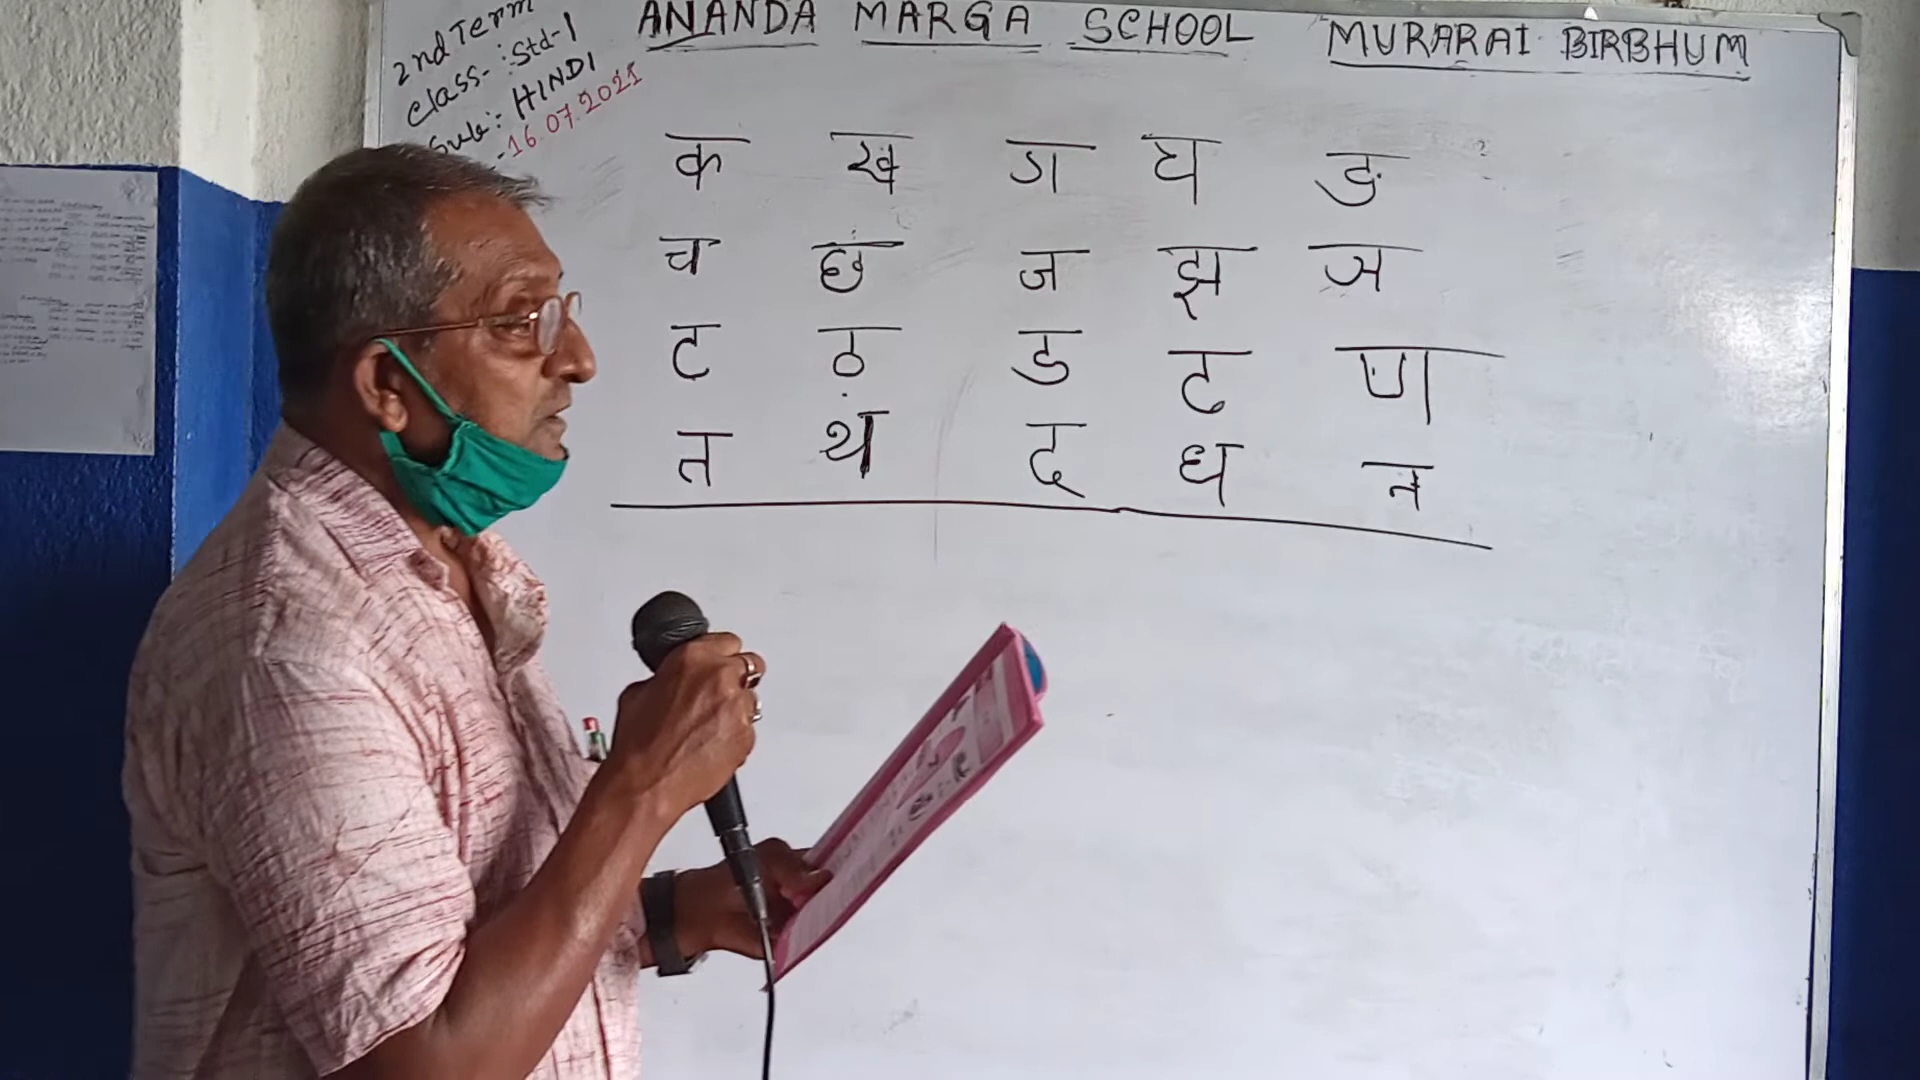 2nd Term
Class- : Std-1
Sub:- HINDI
-16.07.2021
ANANDA MARGA SCHOOL MURARAI BIRBHUM
क ख ग घ ङ
च छ ज झ ञ
ट ठ ड ढ ण
त थ द ध न